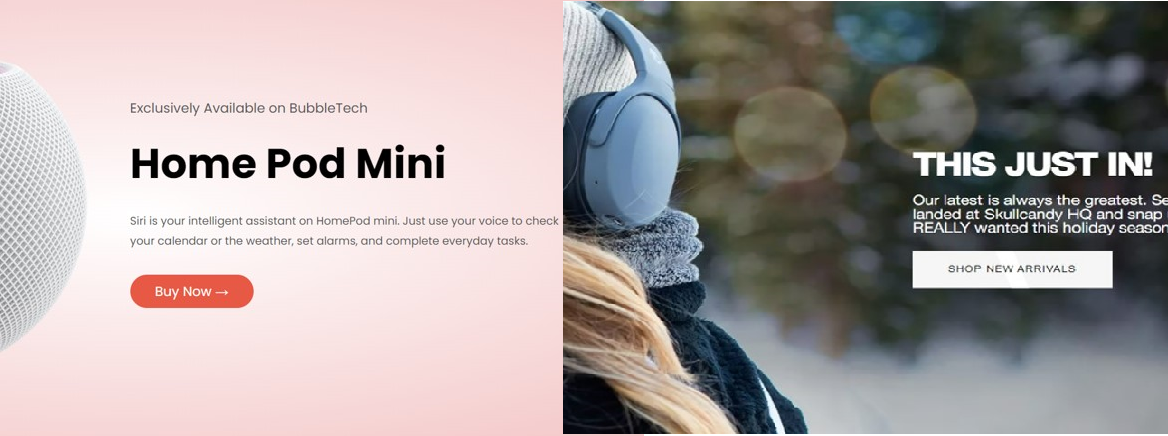 Exclusively Available on BubbleTech
Home Pod Mini
Siri is your intelligent assistant on HomePod mini. Just use your voice to check
your calendar or the weather, set alarms, and complete everyday tasks.
Buy Now →
THIS JUST IN!
Our latest is always the greatest. Se
landed at Skullcandy HQ and snap
REALLY wanted this holiday season
SHOP NEW ARRIVALS